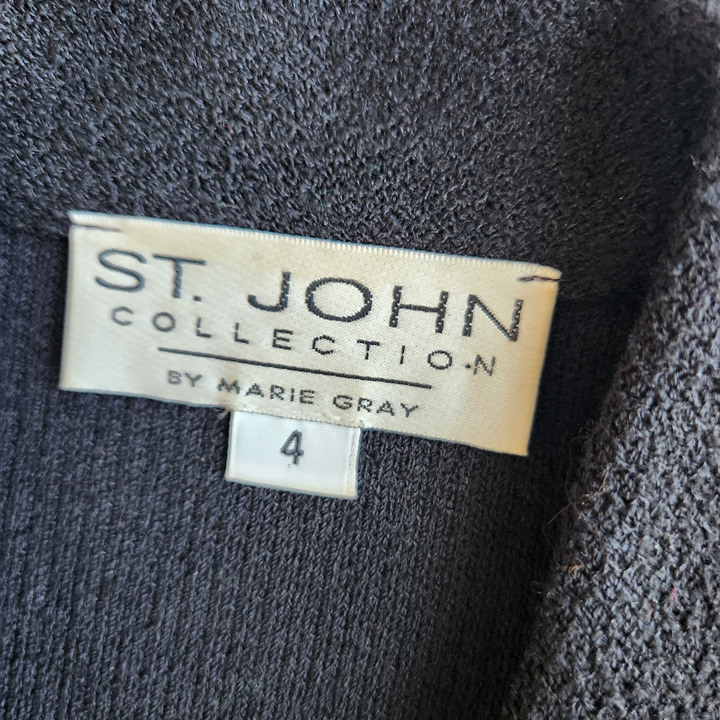 ST. JOHN
COLLECTION
BY MARIE GRAY
4